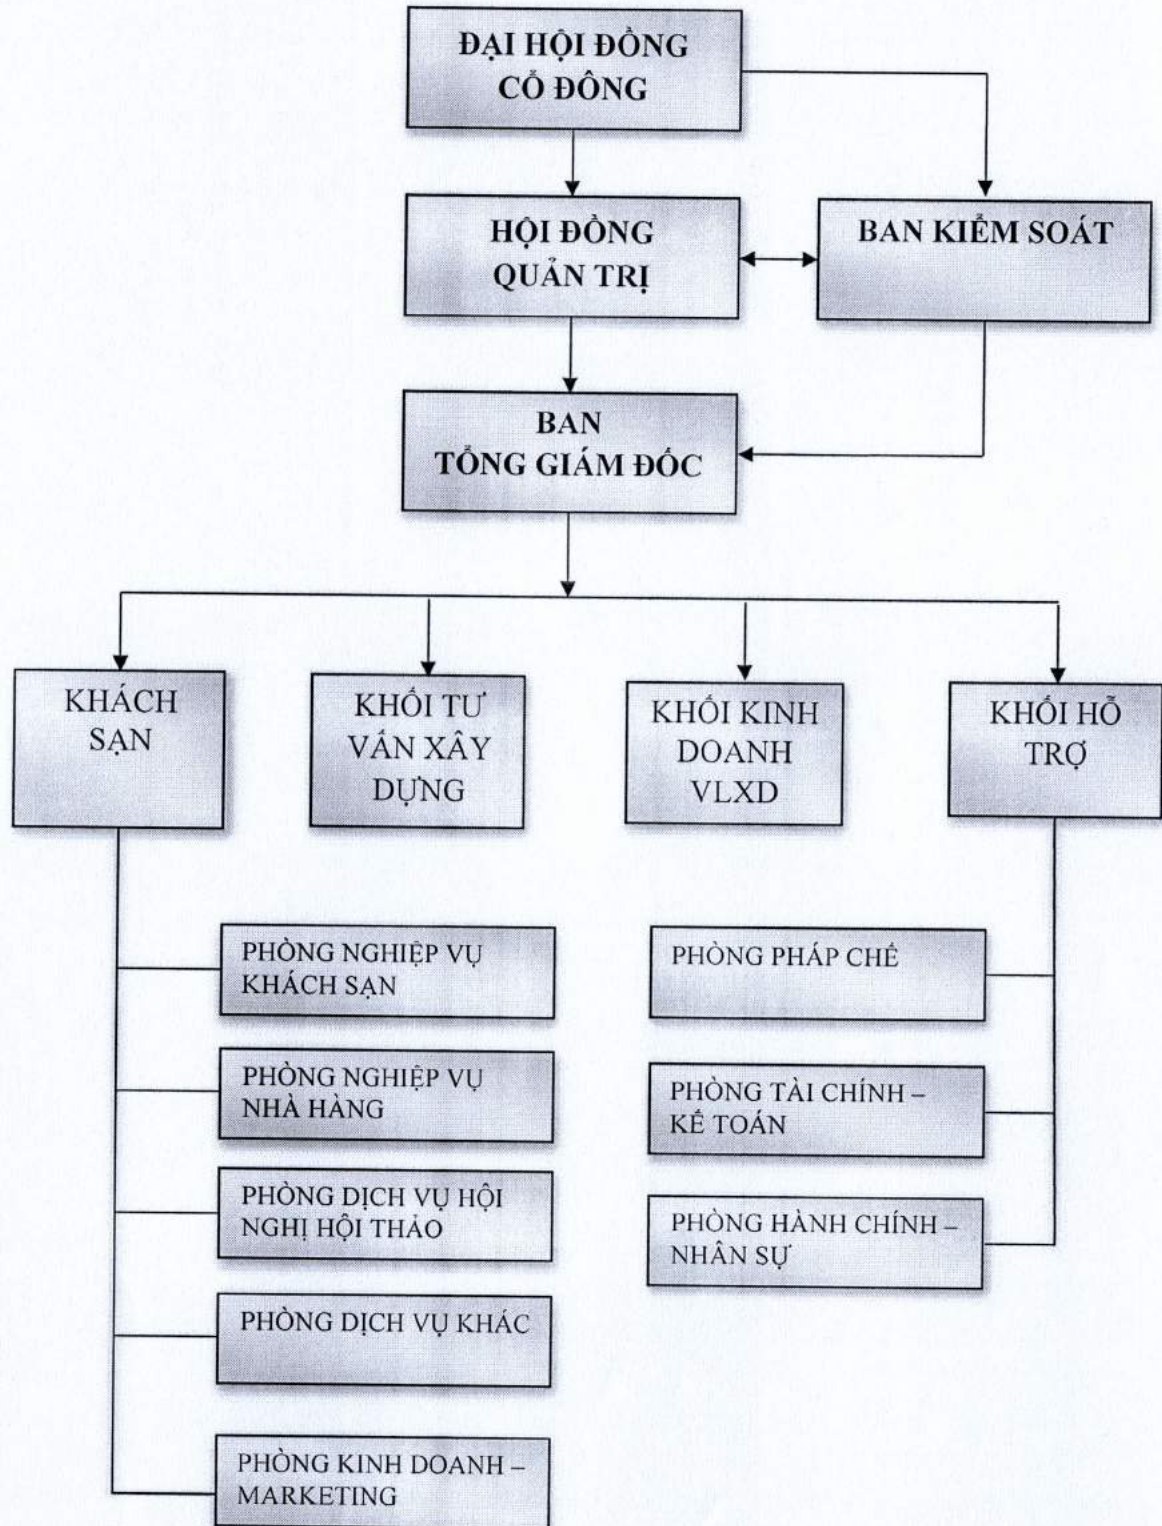 ĐẠI HỘI ĐỒNG
CỔ ĐÔNG
HỘI ĐỒNG
QUẢN TRỊ
BAN KIỂM SOÁT
BAN
TỔNG GIÁM ĐỐC
KHÁCH
SẠN
KHỐI TƯ
VẤN XÂY
DỰNG
KHỐI KINH
DOANH
VLXD
KHỐI HỖ
TRỢ
PHÒNG NGHIỆP VỤ
KHÁCH SẠN
PHÒNG NGHIỆP VỤ
NHÀ HÀNG
PHÒNG DỊCH VỤ HỘI
NGHỊ HỘI THẢO
PHÒNG DỊCH VỤ KHÁC
PHÒNG KINH DOANH –
MARKETING
PHÒNG PHÁP CHẾ
PHÒNG TÀI CHÍNH –
KẾ TOÁN
PHÒNG HÀNH CHÍNH –
NHÂN SỰ